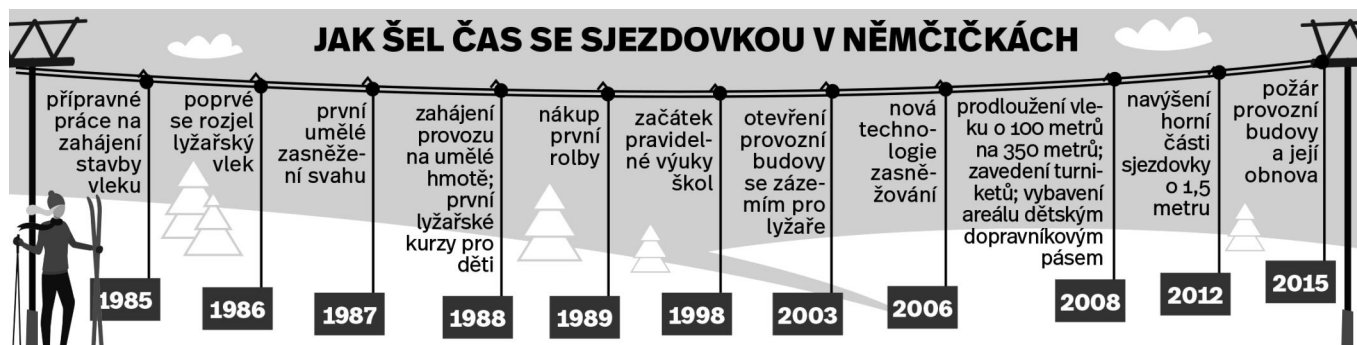 JAK ŠEL ČAS SE SJEZDOVKOU V NĚMČIČKÁCH
přípravné
práce na
zahájení
stavby
vleku
1985
poprvé
se rozjel
lyžařský
vlek
1986
první
umělé
zasněže-
ní svahu
1987
zahájení
provozu
na umělé
hmotě;
první
lyžařské
kurzy pro
děti
1988
nákup
první
rolby
1989
začátek
pravidel-
né výuky
škol
1998
otevření
provozní
budovy
se záze-
mím pro
lyžaře
2003
nová
techno-
logie
zasně-
žování
2006
prodloužení vle-
ku o 100 metrů
na 350 metrů;
zavedení turni-
ketů; vybavení
areálu dětským
dopravníkovým
pásem
2008
navýšení
horní
části
sjezdovky
o 1,5
metru
2012
požár
provozní
budovy
a její
obnova
2015